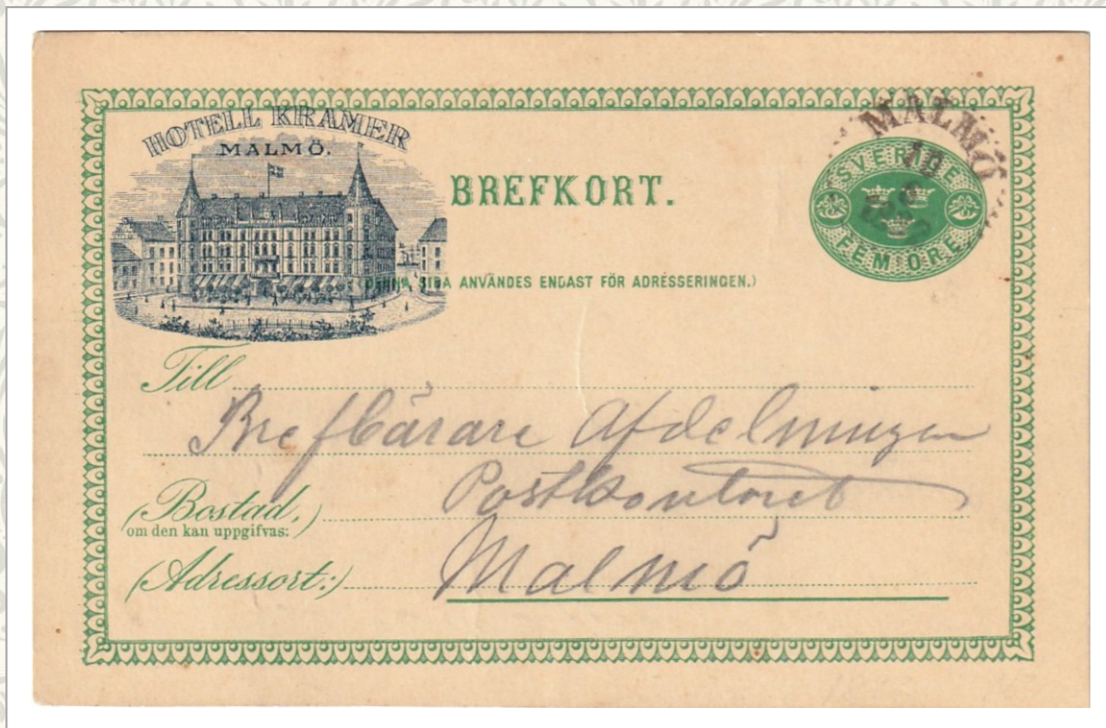 HOTELL KRAMER
MALMÖ.
BREFKORT.
MALMÖ
SVERIGE
FEM ÖRE
SIDA ANVÄNDES ENDAST FÖR ADRESSERINGEN.)
Till
Brefbärare Afdelningen
(Bostad,)
om den kan uppgifvas:
Postkontoret
(Adressort:)
Malmö